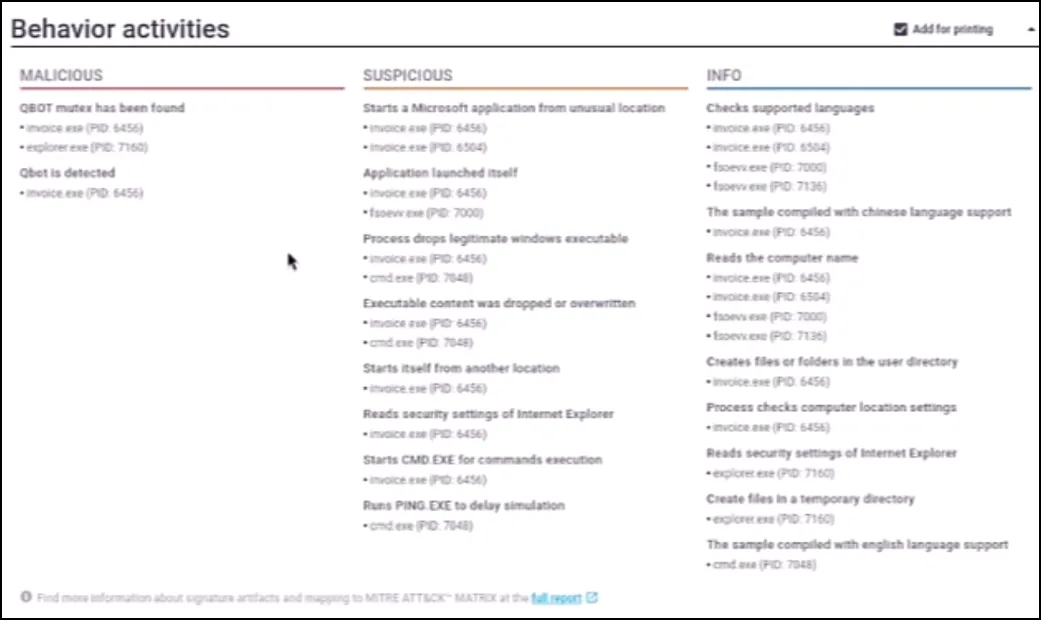 Behavior activities
Add for printing
MALICIOUS
QBOT mutex has been found
• invoice.exe (PID: 6456)
• explorer.exe (PID: 7160)
Qbot is detected
• invoice.exe (PID: 6456)
SUSPICIOUS
Starts a Microsoft application from unusual location
• invoice.exe (PID: 6456)
• invoice.exe (PID: 6504)
Application launched itself
• invoice.exe (PID: 6456)
• fsoevv.exe (PID: 7000)
Process drops legitimate windows executable
• invoice.exe (PID: 6456)
• cmd.exe (PID: 7048)
Executable content was dropped or overwritten
• invoice.exe (PID: 6456)
• cmd.exe (PID: 7048)
Starts itself from another location
• invoice.exe (PID: 6456)
Reads security settings of Internet Explorer
• invoice.exe (PID: 6456)
Starts CMD.EXE for commands execution
• invoice.exe (PID: 6456)
Runs PING.EXE to delay simulation
• cmd.exe (PID: 7048)
INFO
Checks supported languages
• invoice.exe (PID: 6456)
• invoice.exe (PID: 6504)
• fsoevv.exe (PID: 7000)
• fsoevv.exe (PID: 7136)
The sample compiled with chinese language support
• invoice.exe (PID: 6456)
Reads the computer name
• invoice.exe (PID: 6456)
• invoice.exe (PID: 6504)
• fsoevv.exe (PID: 7000)
• fsoevv.exe (PID: 7136)
Creates files or folders in the user directory
• invoice.exe (PID: 6456)
Process checks computer location settings
• invoice.exe (PID: 6456)
Reads security settings of Internet Explorer
• explorer.exe (PID: 7160)
Create files in a temporary directory
• explorer.exe (PID: 7160)
The sample compiled with english language support
• cmd.exe (PID: 7048)
Find more information about signature artifacts and mapping to MITRE ATT&CK™ MATRIX at the full report